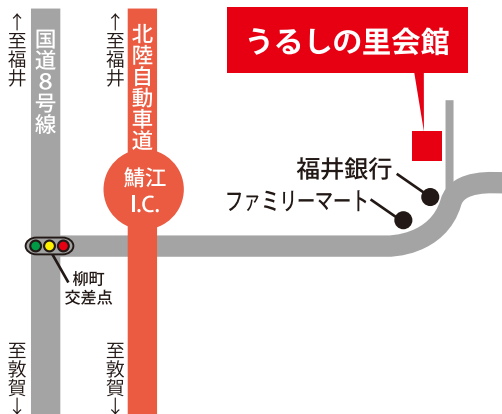 ↑至福井
国道8号線
↑至福井
北陸自動車道
うるしの里会館
鯖江
I.C.
福井銀行
ファミリーマート
柳町
交差点
至敦賀↓
至敦賀↓